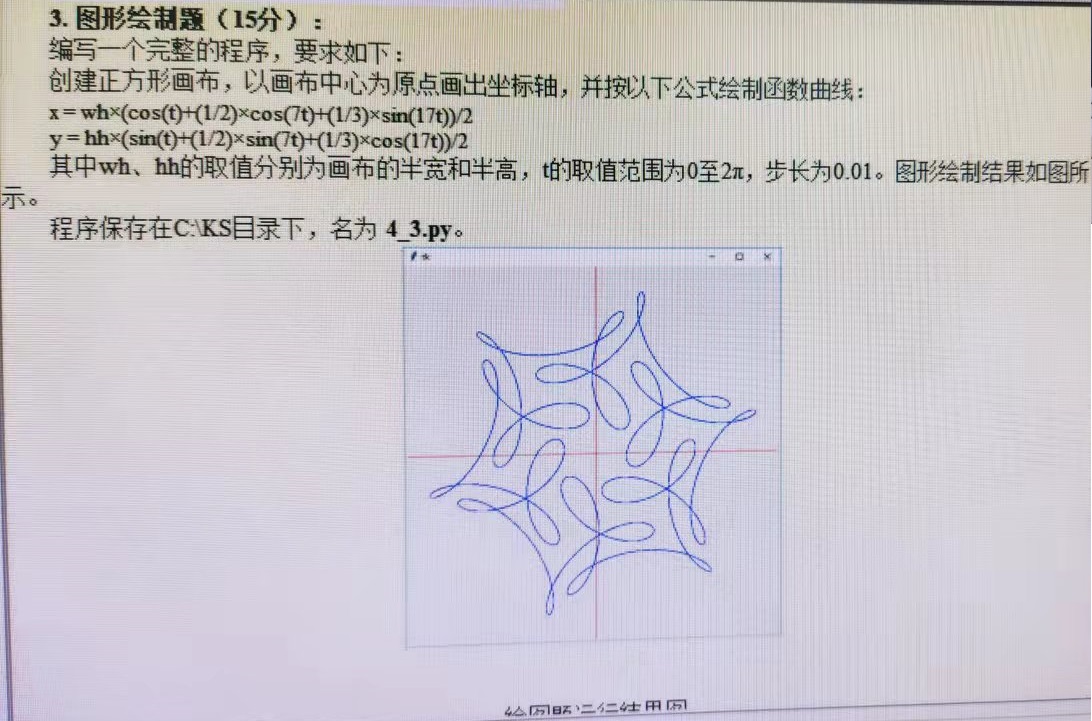 3. 图形绘制题（15分）：
编写一个完整的程序，要求如下：
创建正方形画布，以画布中心为原点画出坐标轴，并按以下公式绘制函数曲线：
x = wh×(cos(t)+(1/2)×cos(7t)+(1/3)×sin(17t))/2
y = hh×(sin(t)+(1/2)×sin(7t)+(1/3)×cos(17t))/2
其中wh、hh的取值分别为画布的半宽和半高，t的取值范围为0至2π，步长为0.01。图形绘制结果如图所
示。
程序保存在C:\KS目录下，名为 4_3.py。